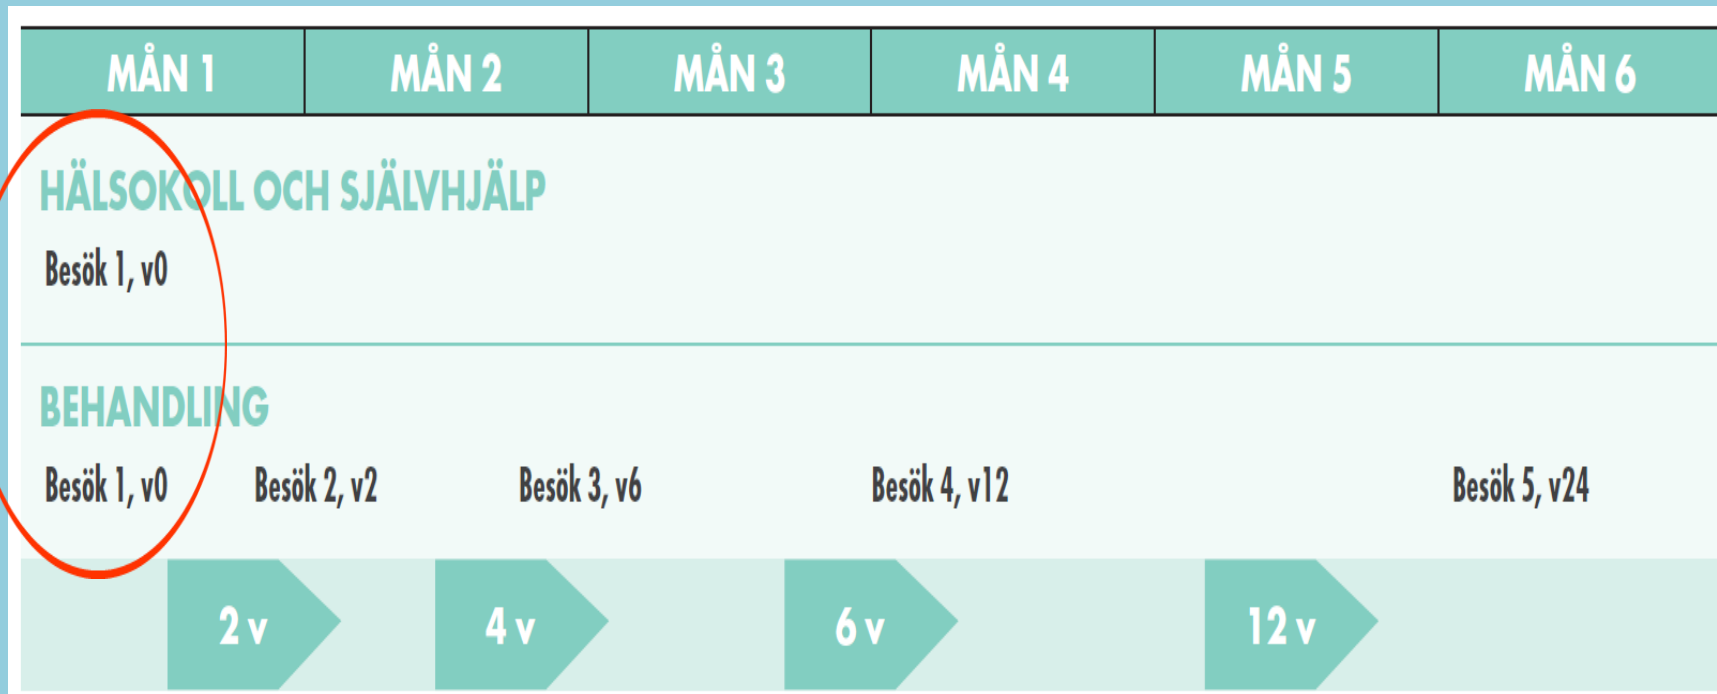 MÅN 1 MÅN 2 MÅN 3 MÅN 4 MÅN 5 MÅN 6
HÄLSOKOLL OCH SJÄLVHJÄLP
Besök 1, v0
BEHANDLING
Besök 1, v0 Besök 2, v2 Besök 3, v6 Besök 4, v12 Besök 5, v24
2 v 4 v 6 v 12 v